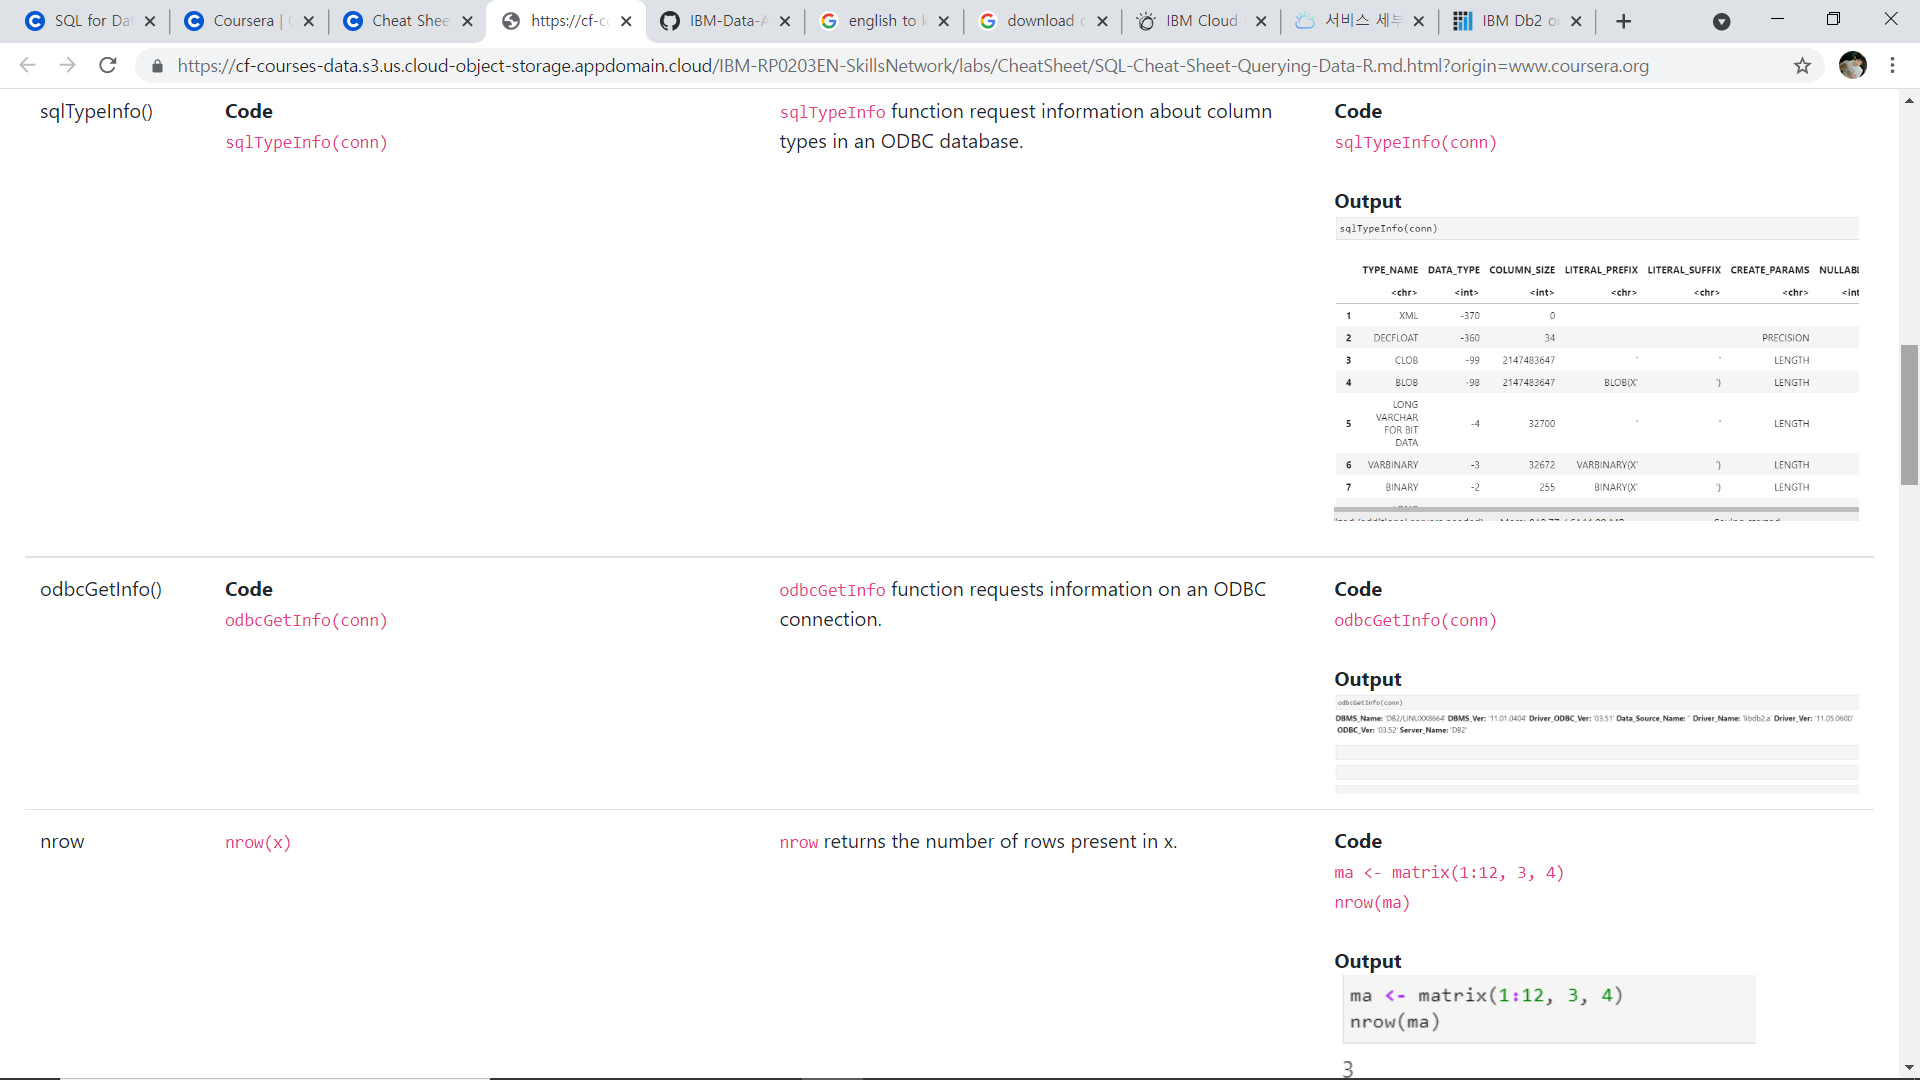 SQL for Da
Coursera |
Cheat Shee
https://cf-c
IBM-Data-A
english to k
download c
IBM Cloud
서비스 세부
IBM Db2 o
https://cf-courses-data.s3.us.cloud-object-storage.appdomain.cloud/IBM-RP0203EN-SkillsNetwork/labs/CheatSheet/SQL-Cheat-Sheet-Querying-Data-R.md.html?origin=www.coursera.org
sqlTypeInfo()
Code
sqlTypeInfo(conn)
sqlTypeInfo function request information about column
types in an ODBC database.
Code
sqlTypeInfo(conn)
Output
sqlTypeInfo(conn)
TYPE_NAME DATA_TYPE COLUMN_SIZE LITERAL_PREFIX LITERAL_SUFFIX CREATE_PARAMS NULLABL
<chr> <int> <int> <chr> <chr> <chr> <int
1 XML -370 0
2 DECFLOAT -360 34 PRECISION
3 CLOB -99 2147483647 ' ' LENGTH
4 BLOB -98 2147483647 BLOB(X' ') LENGTH
LONG
VARCHAR
5 FOR BIT -4 32700 ' ' LENGTH
DATA
6 VARBINARY -3 32672 VARBINARY(X' ') LENGTH
7 BINARY -2 255 BINARY(X' ') LENGTH
odbcGetInfo()
Code
odbcGetInfo(conn)
odbcGetInfo function requests information on an ODBC
connection.
Code
odbcGetInfo(conn)
Output
odbcGetInfo(conn)
DBMS_Name: 'DB2/LINUXX8664' DBMS_Ver: '11.01.0404' Driver_ODBC_Ver: '03.51' Data_Source_Name: '' Driver_Name: 'libdb2.a' Driver_Ver: '11.05.0600'
ODBC_Ver: '03.52' Server_Name: 'DB2'
nrow
nrow(x)
nrow returns the number of rows present in x.
Code
ma <- matrix(1:12, 3, 4)
nrow(ma)
Output
ma <- matrix(1:12, 3, 4)
nrow(ma)
3